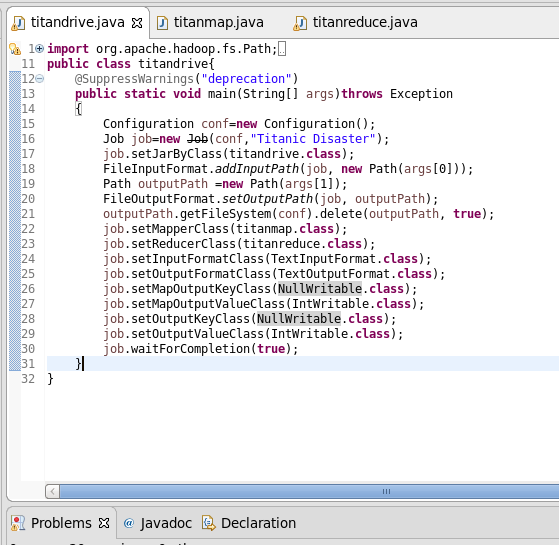 titandrive.java titanmap.java titanreduce.java
1 import org.apache.hadoop.fs.Path;
11 public class titandrive{
12 @SuppressWarnings("deprecation")
13 public static void main(String[] args)throws Exception
14 {
15 Configuration conf=new Configuration();
16 Job job=new Job(conf,"Titanic Disaster");
17 job.setJarByClass(titandrive.class);
18 FileInputFormat.addInputPath(job, new Path(args[0]));
19 Path outputPath =new Path(args[1]);
20 FileOutputFormat.setOutputPath(job, outputPath);
21 outputPath.getFileSystem(conf).delete(outputPath, true);
22 job.setMapperClass(titanmap.class);
23 job.setReducerClass(titanreduce.class);
24 job.setInputFormatClass(TextInputFormat.class);
25 job.setOutputFormatClass(TextOutputFormat.class);
26 job.setMapOutputKeyClass(NullWritable.class);
27 job.setMapOutputValueClass(IntWritable.class);
28 job.setOutputKeyClass(NullWritable.class);
29 job.setOutputValueClass(IntWritable.class);
30 job.waitForCompletion(true);
31 }
32 }
Problems @ Javadoc Declaration